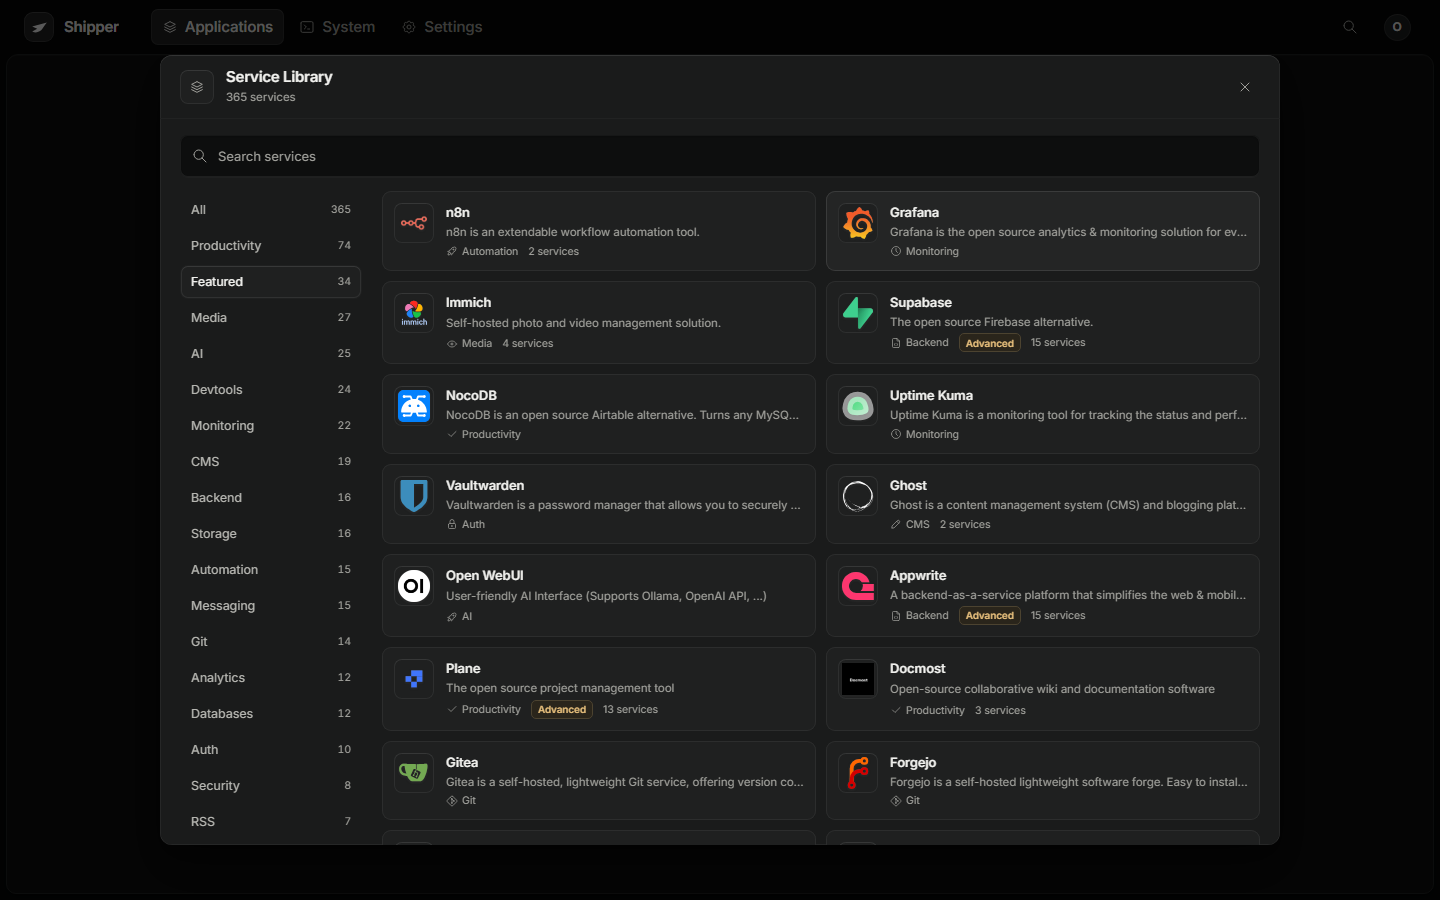 Shipper
Applications
System
Settings
O
Service Library
365 services
Search services
All 365
Productivity 74
Featured 34
Media 27
AI 25
Devtools 24
Monitoring 22
CMS 19
Backend 16
Storage 16
Automation 15
Messaging 15
Git 14
Analytics 12
Databases 12
Auth 10
Security 8
RSS 7
n8n
n8n is an extendable workflow automation tool.
Automation 2 services
Grafana
Grafana is the open source analytics & monitoring solution for ev...
Monitoring
immich
Immich
Self-hosted photo and video management solution.
Media 4 services
Supabase
The open source Firebase alternative.
Backend Advanced 15 services
NocoDB
NocoDB is an open source Airtable alternative. Turns any MySQ...
Productivity
Uptime Kuma
Uptime Kuma is a monitoring tool for tracking the status and perf...
Monitoring
Vaultwarden
Vaultwarden is a password manager that allows you to securely ...
Auth
Ghost
Ghost is a content management system (CMS) and blogging plat...
CMS 2 services
OI
Open WebUI
User-friendly AI Interface (Supports Ollama, OpenAI API, ...)
AI
Appwrite
A backend-as-a-service platform that simplifies the web & mobil...
Backend Advanced 15 services
Plane
The open source project management tool
Productivity Advanced 13 services
Docmost
Docmost
Open-source collaborative wiki and documentation software
Productivity 3 services
Gitea
Gitea is a self-hosted, lightweight Git service, offering version co...
Git
Forgejo
Forgejo is a self-hosted lightweight software forge. Easy to instal...
Git